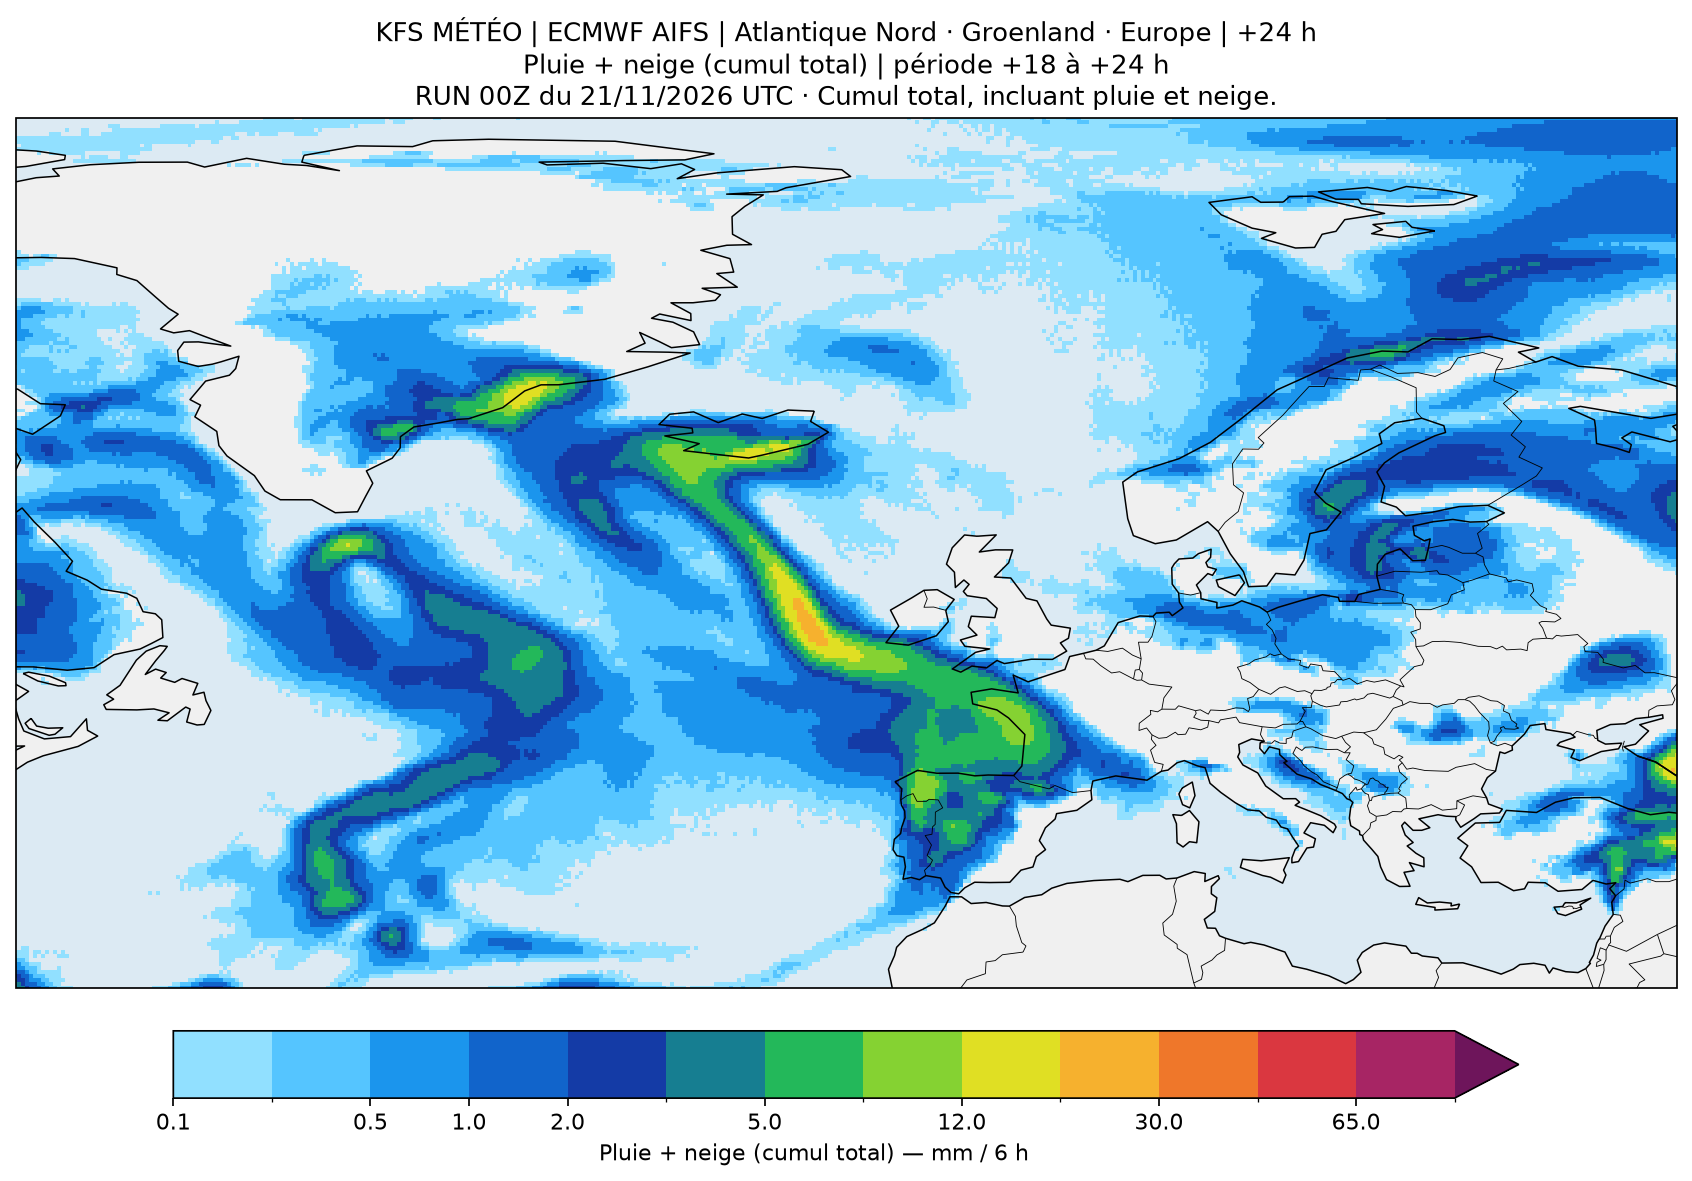 KFS MÉTÉO | ECMWF AIFS | Atlantique Nord · Groenland · Europe | +24 h
Pluie + neige (cumul total) | période +18 à +24 h
RUN 00Z du 21/11/2026 UTC · Cumul total, incluant pluie et neige.
0.1 0.5 1.0 2.0 5.0 12.0 30.0 65.0
Pluie + neige (cumul total) — mm / 6 h